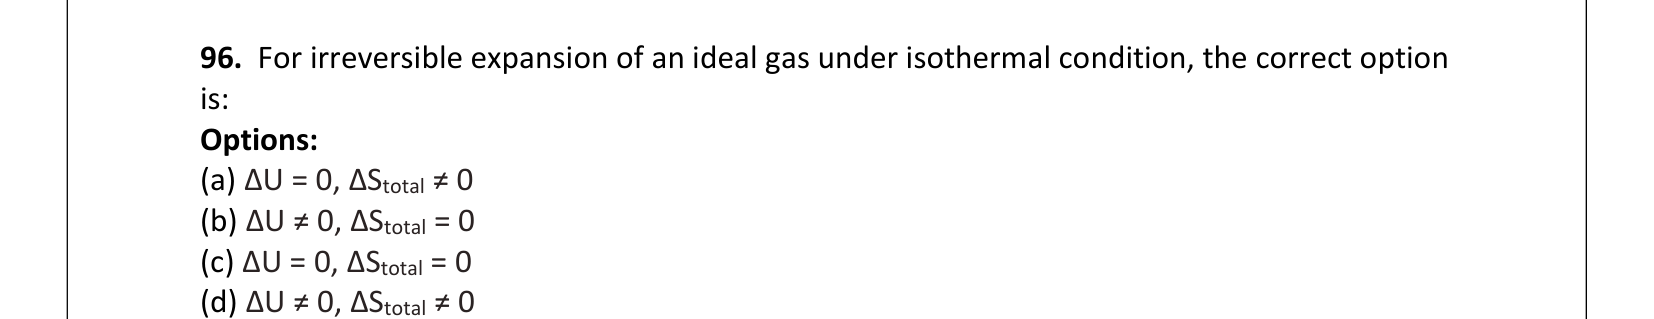 96. For irreversible expansion of an ideal gas under isothermal condition, the correct option
is:
Options:
(a) ΔU = 0, ΔStotal ≠ 0
(b) ΔU ≠ 0, ΔStotal = 0
(c) ΔU = 0, ΔStotal = 0
(d) ΔU ≠ 0, ΔStotal ≠ 0